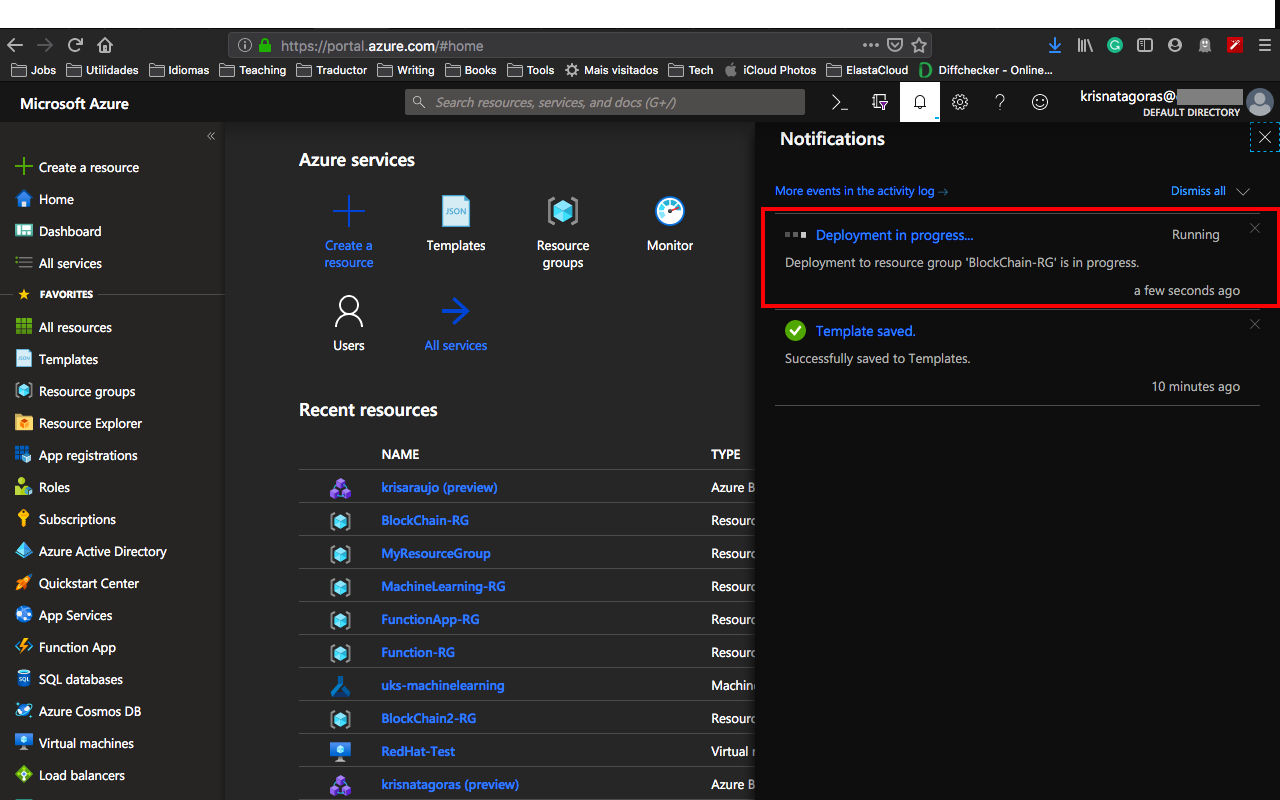 https://portal.azure.com/#home
Jobs Utilidades Idiomas Teaching Traductor Writing Books Tools Mais visitados Tech iCloud Photos ElastaCloud Diffchecker - Online...
Microsoft Azure
Search resources, services, and docs (G+/)
krisnatagoras@
DEFAULT DIRECTORY
Create a resource
Home
Dashboard
All services
FAVORITES
All resources
Templates
Resource groups
Resource Explorer
App registrations
Roles
Subscriptions
Azure Active Directory
Quickstart Center
App Services
Function App
SQL databases
Azure Cosmos DB
Virtual machines
Load balancers
Azure services
Create a
resource
JSON
Templates
Resource
groups
Monitor
Users
All services
Recent resources
NAME TYPE
krisaraujo (preview) Azure B
BlockChain-RG Resourc
MyResourceGroup Resourc
MachineLearning-RG Resourc
FunctionApp-RG Resourc
Function-RG Resourc
uks-machinelearning Machin
BlockChain2-RG Resourc
RedHat-Test Virtual
krisnatagoras (preview) Azure B
Notifications
More events in the activity log → Dismiss all
Deployment in progress... Running
Deployment to resource group 'BlockChain-RG' is in progress.
a few seconds ago
Template saved.
Successfully saved to Templates.
10 minutes ago